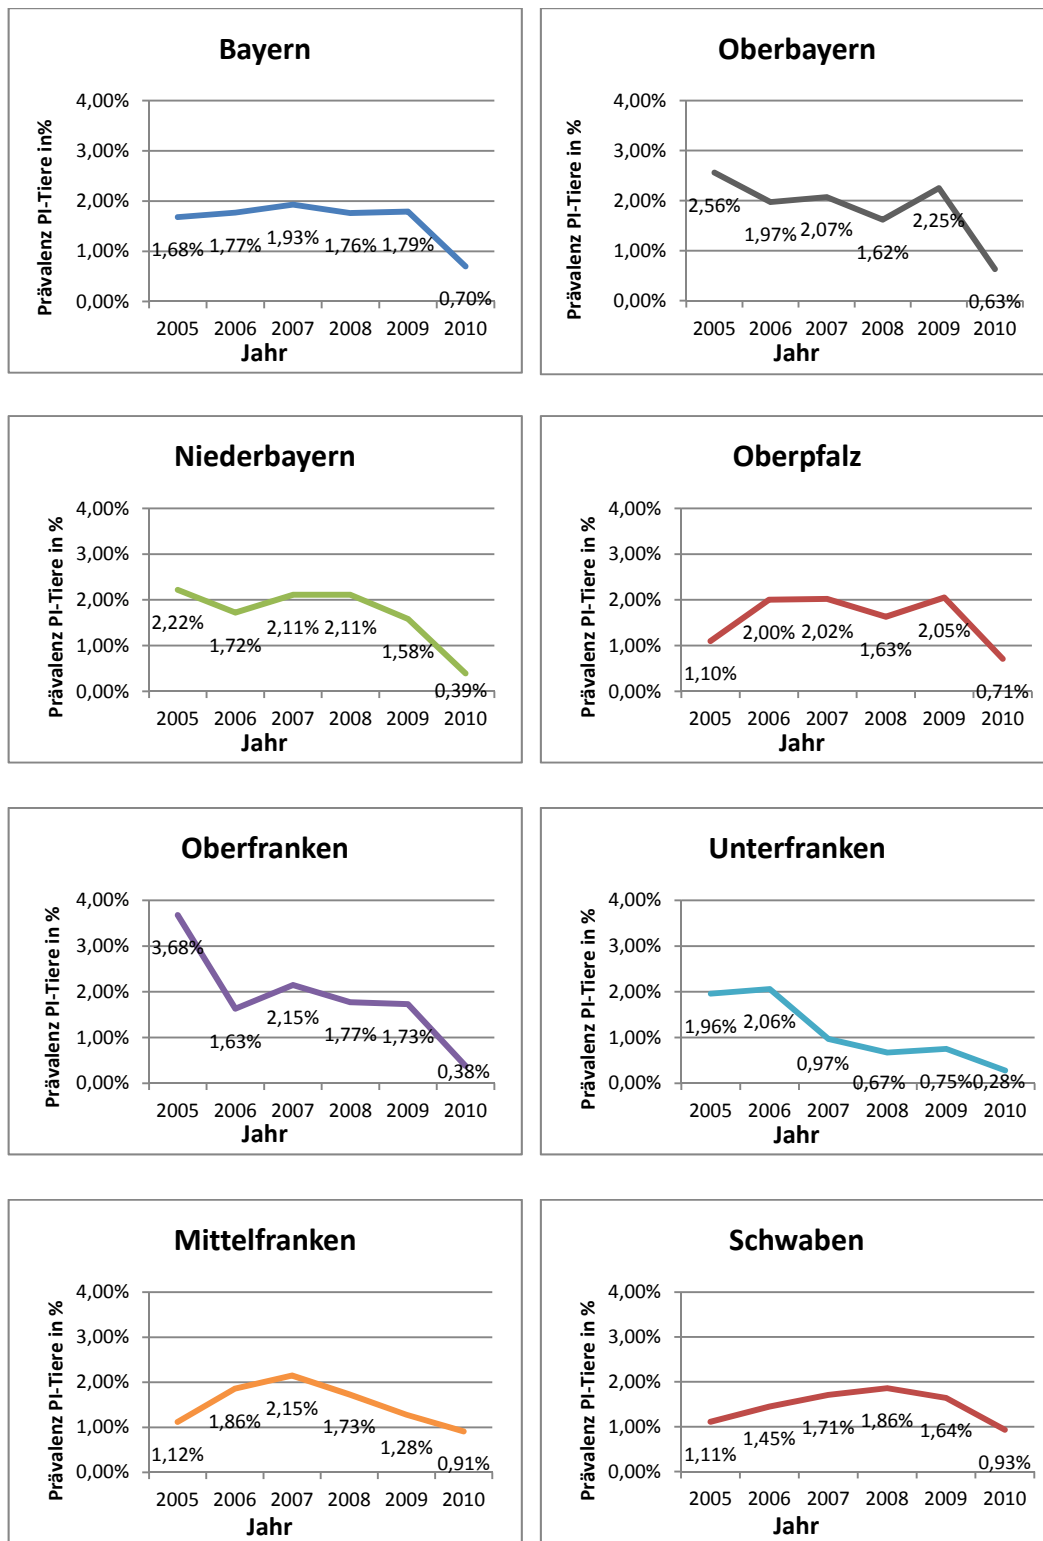 Bayern
Prävalenz PI-Tiere in%
4,00%
3,00%
2,00%
1,00%
0,00%
1,68% 1,77% 1,93% 1,76% 1,79% 0,70%
2005 2006 2007 2008 2009 2010
Jahr
Oberbayern
Prävalenz PI-Tiere in %
4,00%
3,00%
2,00%
1,00%
0,00%
2,56% 1,97% 2,07% 1,62% 2,25% 0,63%
2005 2006 2007 2008 2009 2010
Jahr
Niederbayern
Prävalenz PI-Tiere in %
4,00%
3,00%
2,00%
1,00%
0,00%
2,22% 1,72% 2,11% 2,11% 1,58% 0,39%
2005 2006 2007 2008 2009 2010
Jahr
Oberpfalz
Prävalenz PI-Tiere in %
4,00%
3,00%
2,00%
1,00%
0,00%
1,10% 2,00% 2,02% 1,63% 2,05% 0,71%
2005 2006 2007 2008 2009 2010
Jahr
Oberfranken
Prävalenz PI-Tiere in %
4,00%
3,00%
2,00%
1,00%
0,00%
3,68% 1,63% 2,15% 1,77% 1,73% 0,38%
2005 2006 2007 2008 2009 2010
Jahr
Unterfranken
Prävalenz PI-Tiere in %
4,00%
3,00%
2,00%
1,00%
0,00%
1,96% 2,06% 0,97% 0,67% 0,75% 0,28%
2005 2006 2007 2008 2009 2010
Jahr
Mittelfranken
Prävalenz PI-Tiere in %
4,00%
3,00%
2,00%
1,00%
0,00%
1,12% 1,86% 2,15% 1,73% 1,28% 0,91%
2005 2006 2007 2008 2009 2010
Jahr
Schwaben
Prävalenz PI-Tiere in %
4,00%
3,00%
2,00%
1,00%
0,00%
1,11% 1,45% 1,71% 1,86% 1,64% 0,93%
2005 2006 2007 2008 2009 2010
Jahr